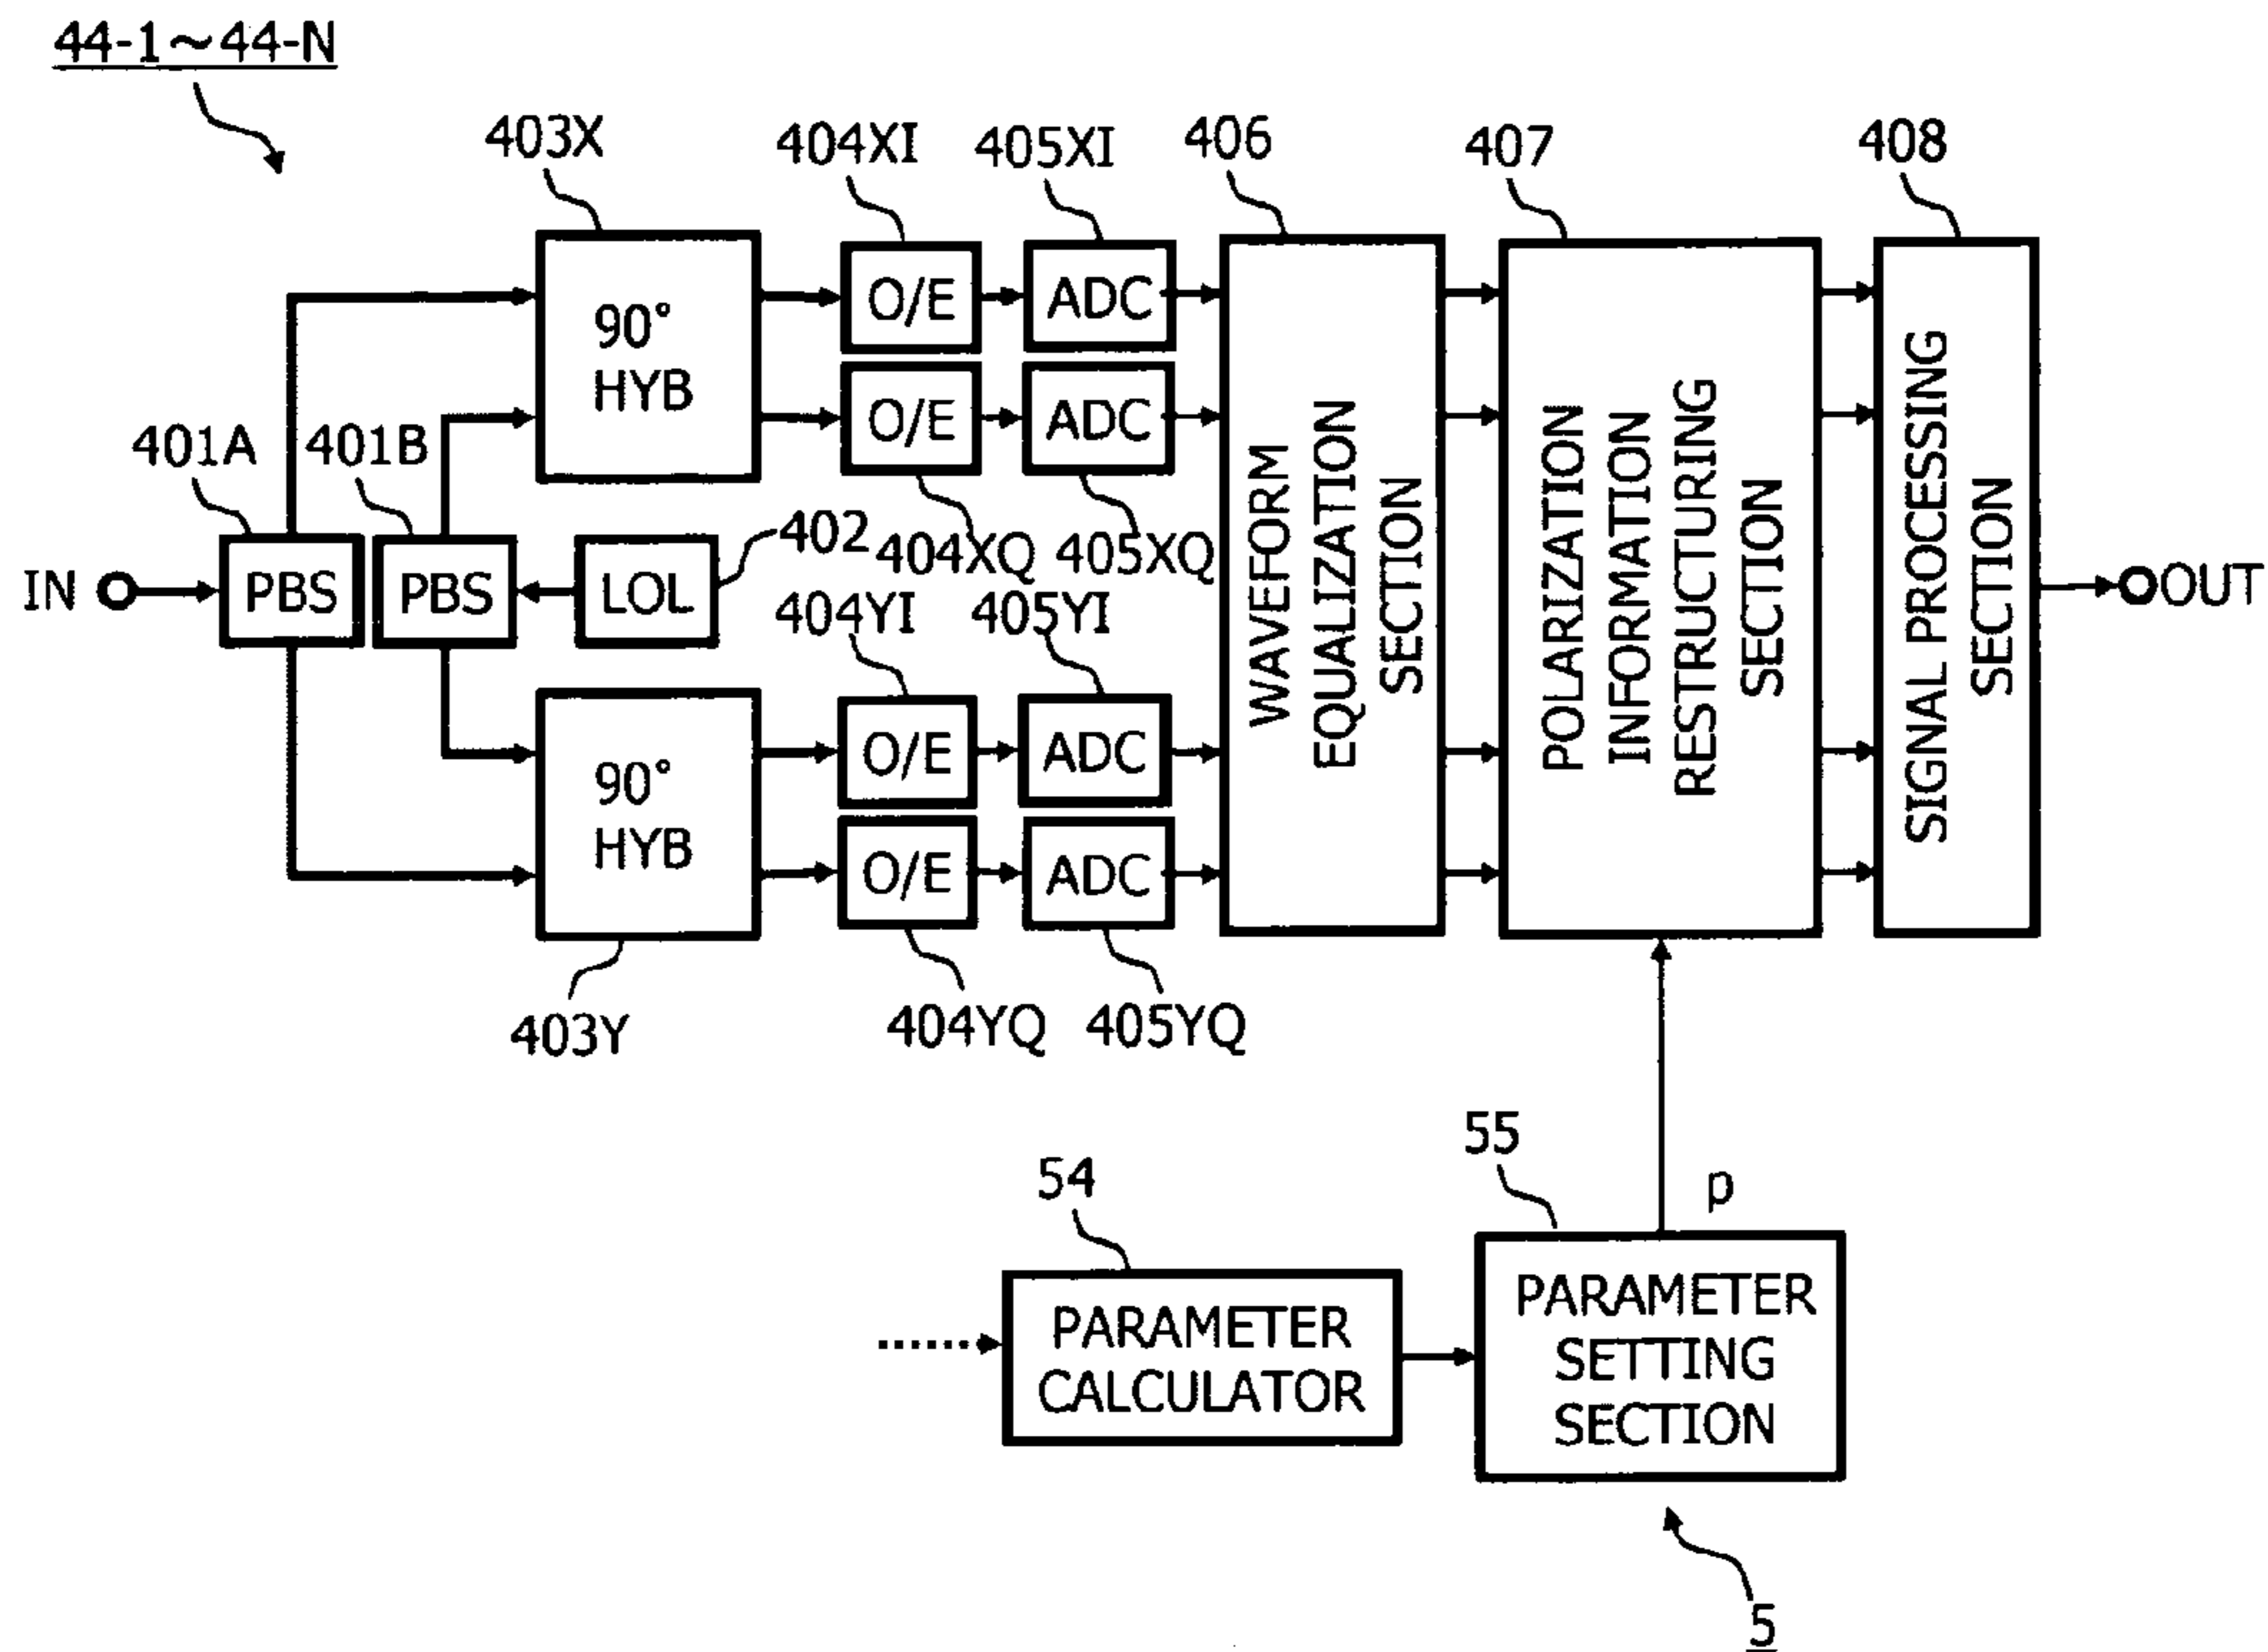 44-1~44-N
403X
404XI
405XI
406
407
408
90°
HYB
O/E
ADC
O/E
ADC
401A
401B
402
404XQ
405XQ
IN
PBS
PBS
LOL
404YI
405YI
WAVEFORM
EQUALIZATION
SECTION
POLARIZATION
INFORMATION
RESTRUCTURING
SECTION
SIGNAL PROCESSING
SECTION
OUT
90°
HYB
O/E
ADC
O/E
ADC
403Y
404YQ
405YQ
54
55
p
PARAMETER
CALCULATOR
PARAMETER
SETTING
SECTION
5